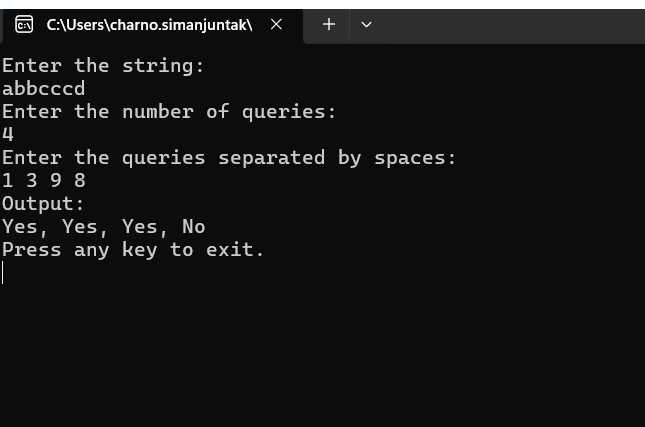 C:\Users\charno.simanjuntak\
Enter the string:
abbcccd
Enter the number of queries:
4
Enter the queries separated by spaces:
1 3 9 8
Output:
Yes, Yes, Yes, No
Press any key to exit.